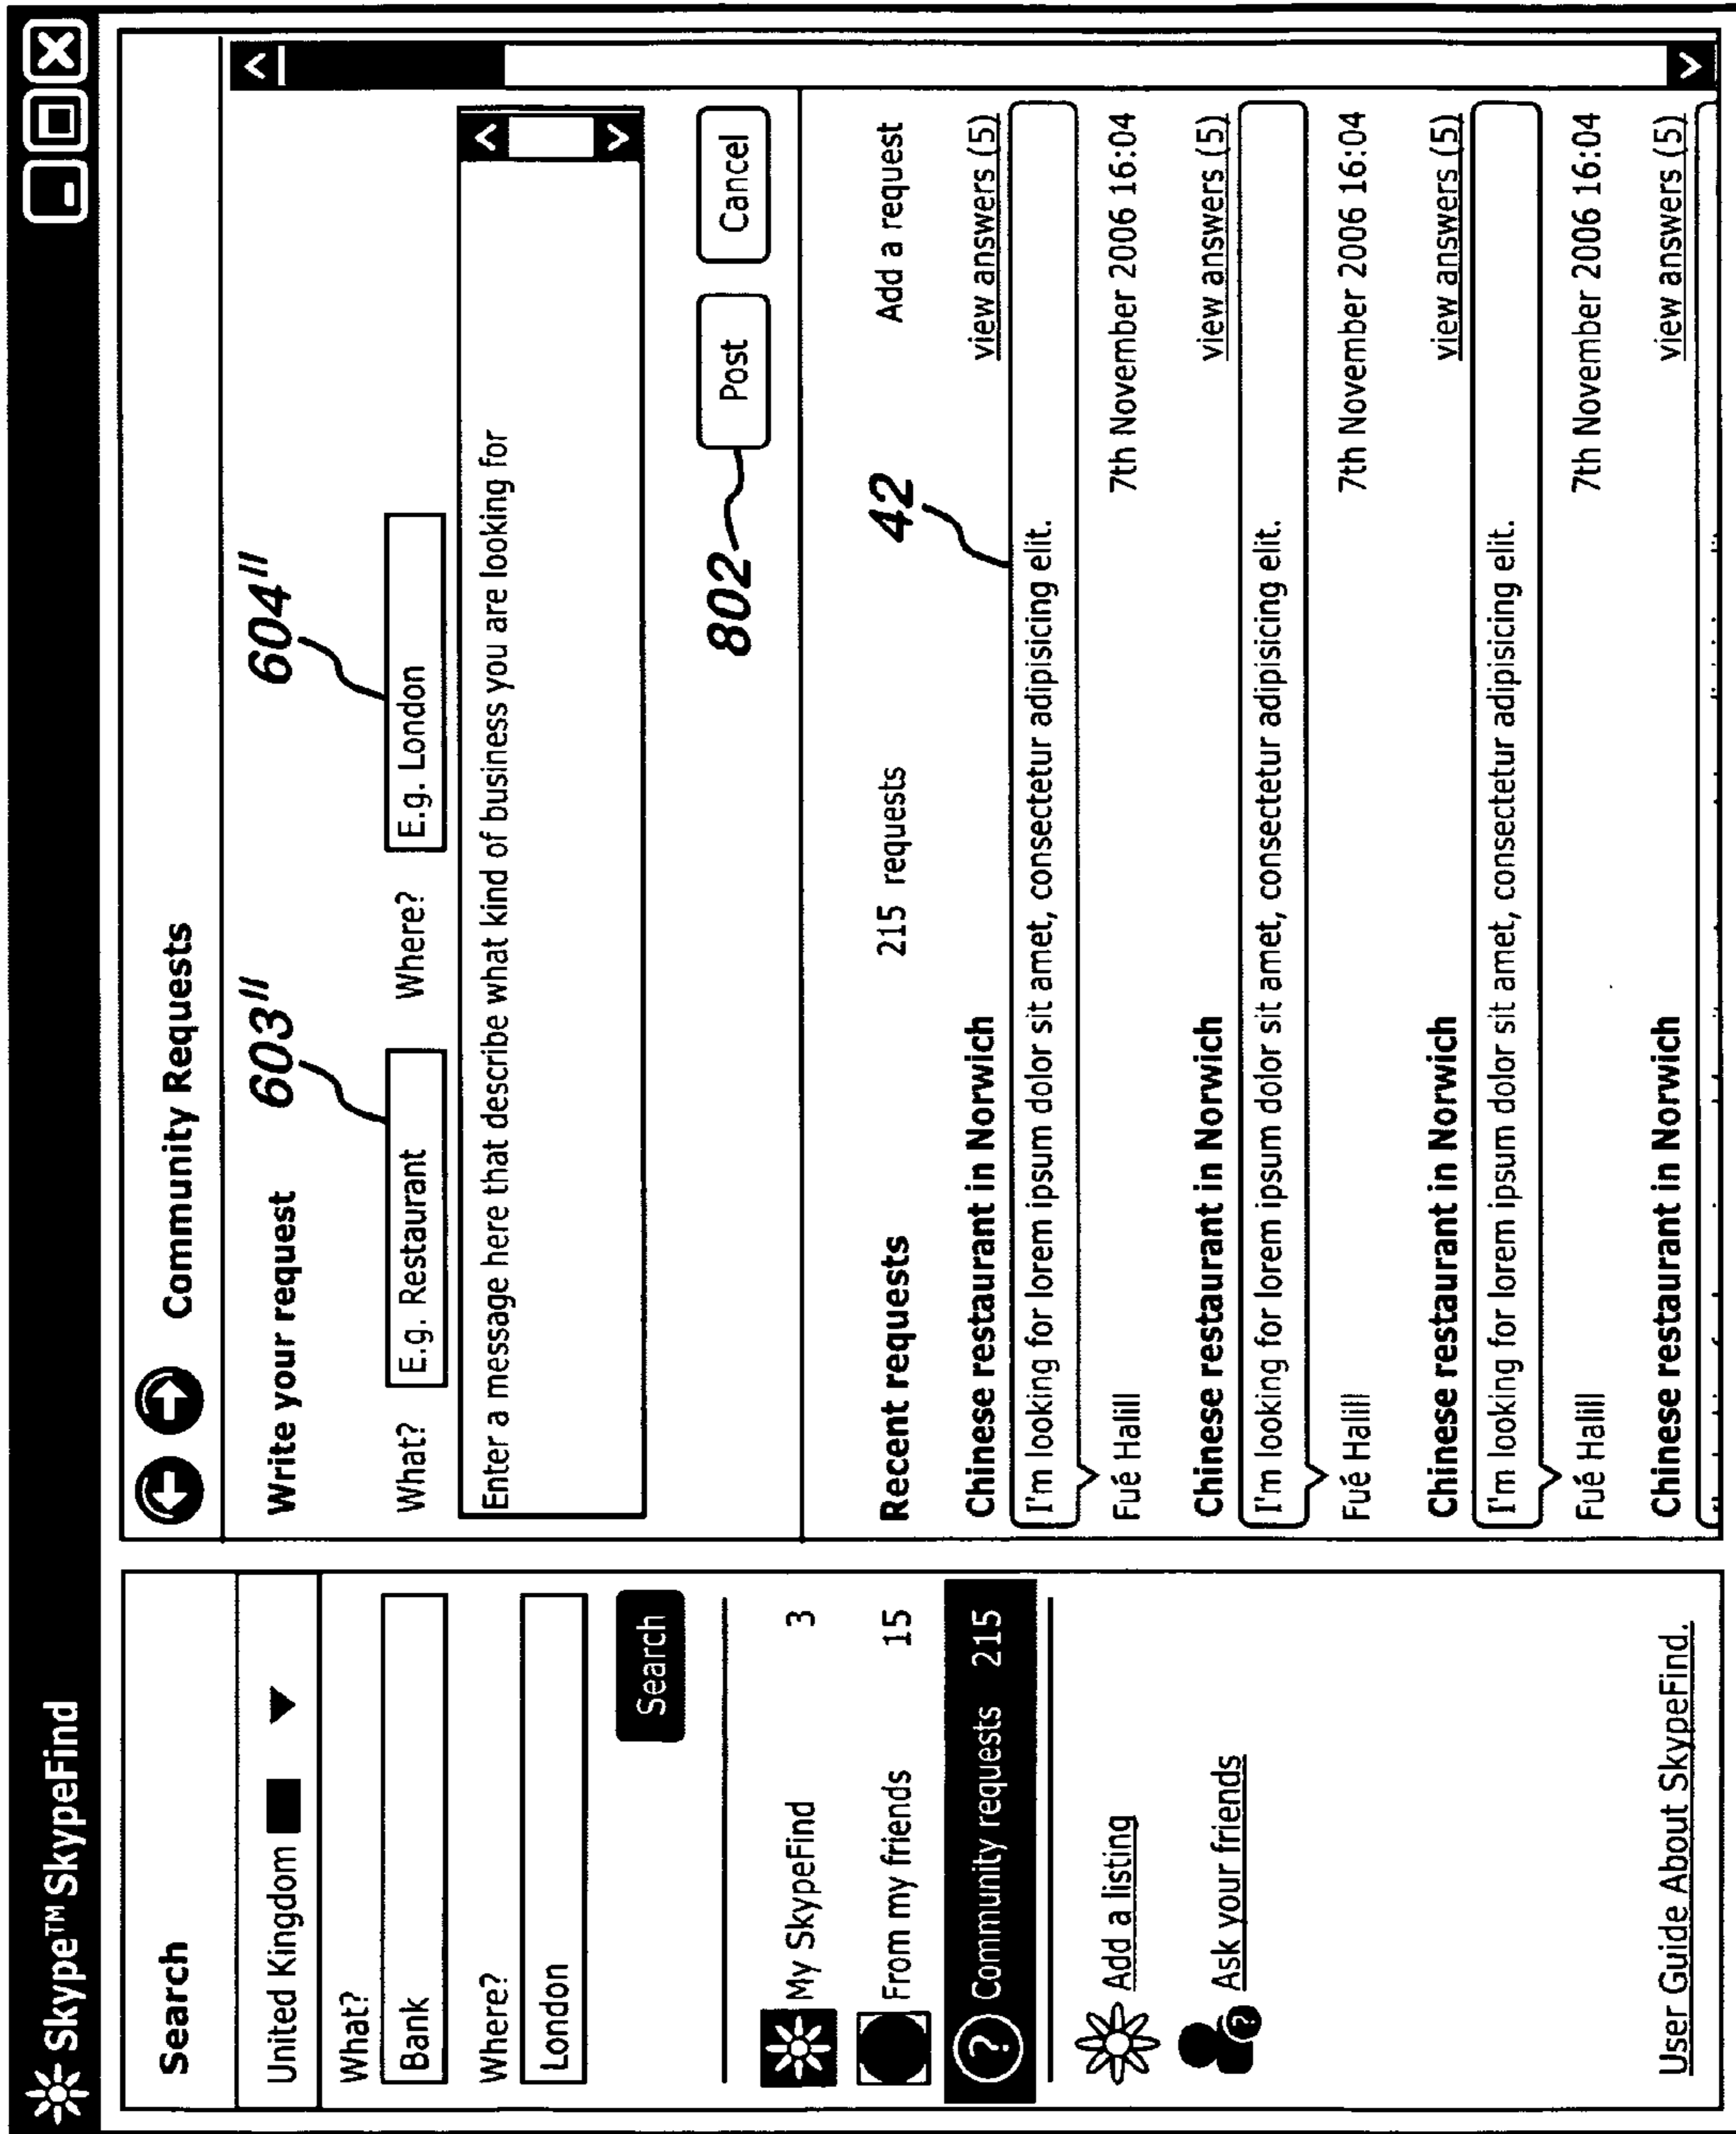 Skype™ SkypeFind
Search
United Kingdom
What?
Bank
Where?
London
Search
My SkypeFind 3
From my friends 15
? Community requests 215
Add a listing
? Ask your friends
User Guide About SkypeFind.
Community Requests
Write your request 603" 604"
What? E.g. Restaurant Where? E.g. London
Enter a message here that describe what kind of business you are looking for
802 Post Cancel
Recent requests 215 requests 42 Add a request
Chinese restaurant in Norwich view answers (5)
I'm looking for lorem ipsum dolor sit amet, consectetur adipisicing elit.
Fué Halill 7th November 2006 16:04
Chinese restaurant in Norwich view answers (5)
I'm looking for lorem ipsum dolor sit amet, consectetur adipisicing elit.
Fué Halill 7th November 2006 16:04
Chinese restaurant in Norwich view answers (5)
I'm looking for lorem ipsum dolor sit amet, consectetur adipisicing elit.
Fué Halill 7th November 2006 16:04
Chinese restaurant in Norwich view answers (5)